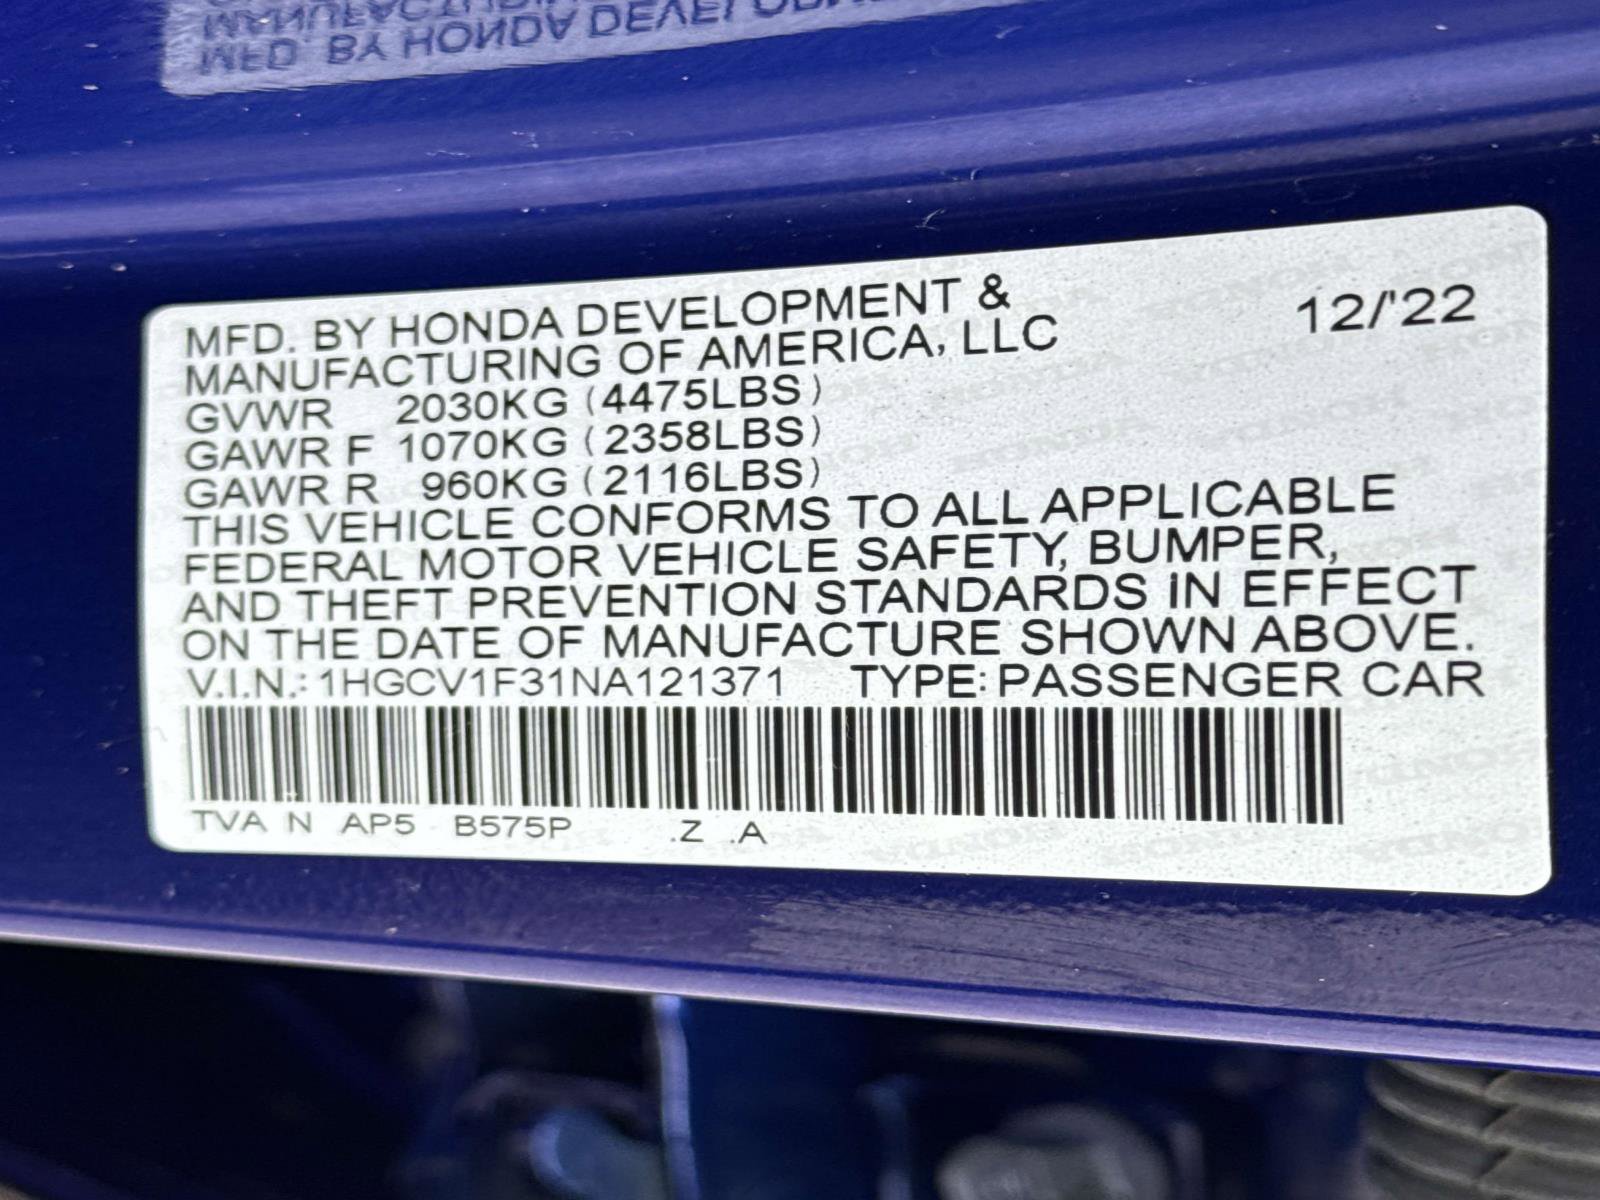 MFD. BY HONDA DEVELOPMENT &
MANUFACTURING OF AMERICA, LLC
12/'22
GVWR 2030KG (4475LBS)
GAWR F 1070KG (2358LBS)
GAWR R 960KG (2116LBS)
THIS VEHICLE CONFORMS TO ALL APPLICABLE
FEDERAL MOTOR VEHICLE SAFETY, BUMPER,
AND THEFT PREVENTION STANDARDS IN EFFECT
ON THE DATE OF MANUFACTURE SHOWN ABOVE.
V.I.N.: 1HGCV1F31NA121371 TYPE: PASSENGER CAR
TVA N AP5 B575P .Z .A